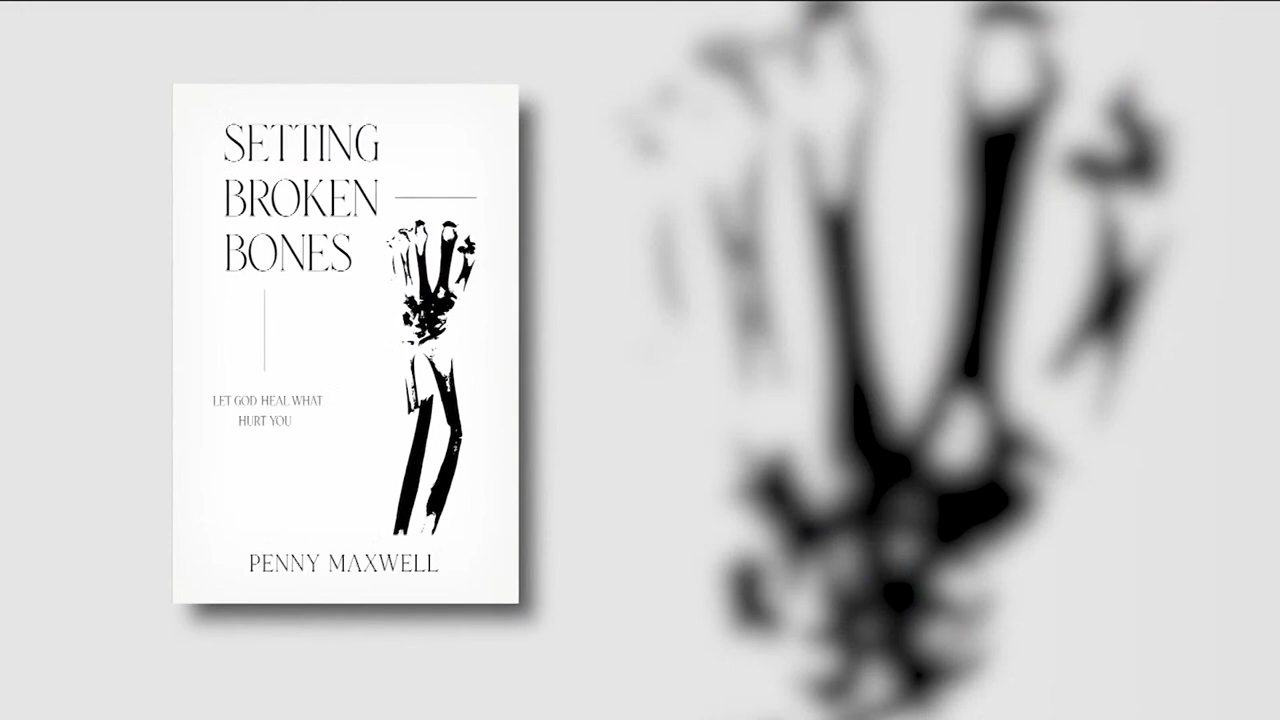 SETTING
BROKEN
BONES
LET GOD HEAL WHAT
HURT YOU
PENNY MAXWELL